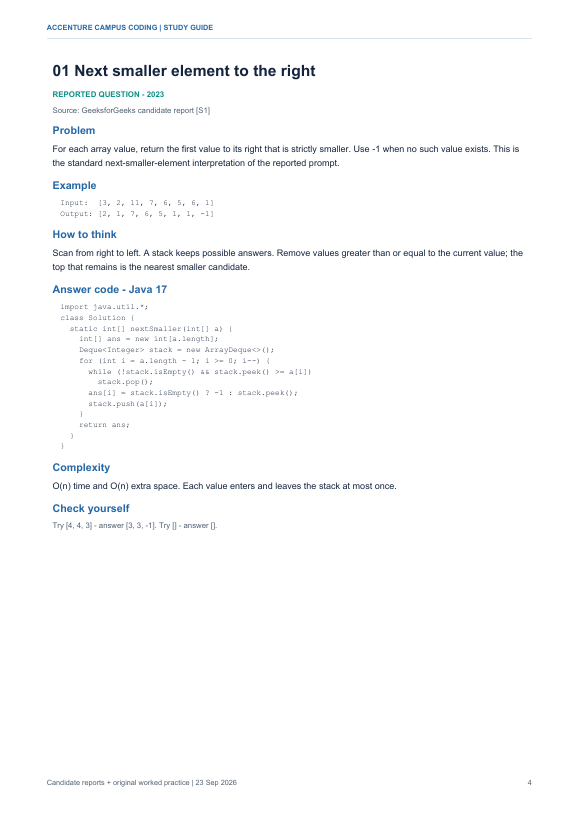 ACCENTURE CAMPUS CODING | STUDY GUIDE
01 Next smaller element to the right
REPORTED QUESTION - 2023
Source: GeeksforGeeks candidate report [S1]
Problem
For each array value, return the first value to its right that is strictly smaller. Use -1 when no such value exists. This is
the standard next-smaller-element interpretation of the reported prompt.
Example
Input:  [3, 2, 11, 7, 6, 5, 6, 1]
Output: [2, 1, 7, 6, 5, 1, 1, -1]
How to think
Scan from right to left. A stack keeps possible answers. Remove values greater than or equal to the current value; the
top that remains is the nearest smaller candidate.
Answer code - Java 17
import java.util.*;
class Solution {
  static int[] nextSmaller(int[] a) {
    int[] ans = new int[a.length];
    Deque<Integer> stack = new ArrayDeque<>();
    for (int i = a.length - 1; i >= 0; i--) {
      while (!stack.isEmpty() && stack.peek() >= a[i])
        stack.pop();
      ans[i] = stack.isEmpty() ? -1 : stack.peek();
      stack.push(a[i]);
    }
    return ans;
  }
}
Complexity
O(n) time and O(n) extra space. Each value enters and leaves the stack at most once.
Check yourself
Try [4, 4, 3] - answer [3, 3, -1]. Try [] - answer [].
Candidate reports + original worked practice | 23 Sep 2026
4